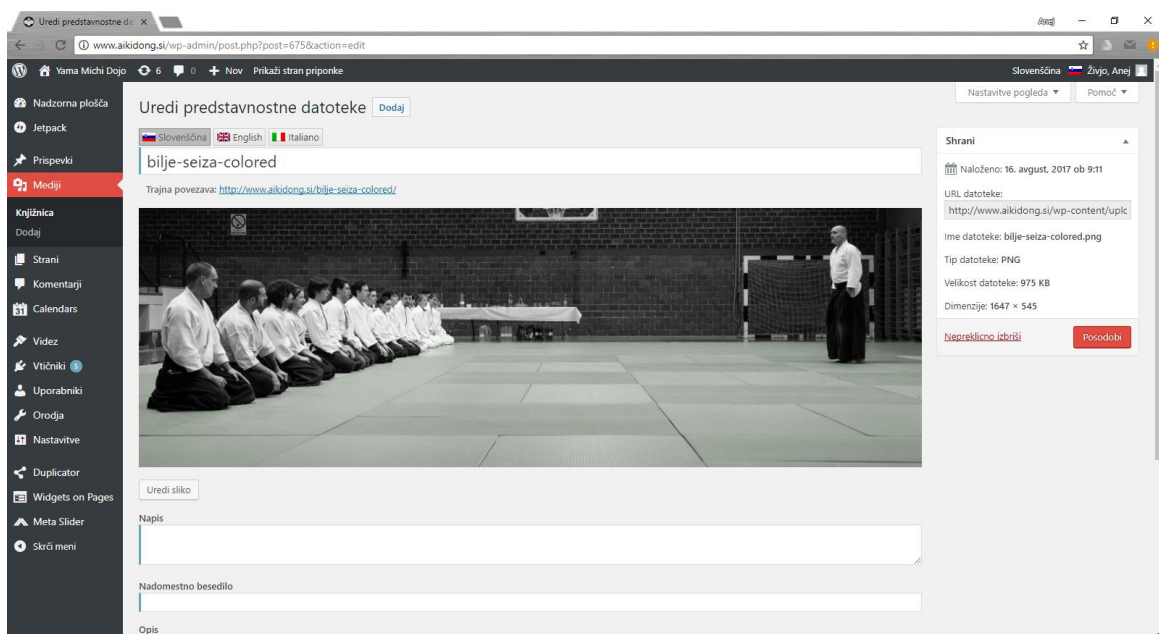 Uredi predstavnostne da
Anej
www.aikidong.si/wp-admin/post.php?post=675&action=edit
Yama Michi Dojo 6 0 + Nov Prikaži stran priponke Slovenščina Živjo, Anej
Nastavitve pogleda Pomoč
Nadzorna plošča
Jetpack
Prispevki
Mediji
Knjižnica
Dodaj
Strani
Komentarji
31 Calendars
Videz
Vtičniki 5
Uporabniki
Orodja
Nastavitve
Duplicator
Widgets on Pages
Meta Slider
Skrči meni
Uredi predstavnostne datoteke Dodaj
Slovenščina English Italiano
bilje-seiza-colored
Trajna povezava: http://www.aikidong.si/bilje-seiza-colored/
Uredi sliko
Napis
Nadomestno besedilo
Opis
Shrani
Naloženo: 16. avgust, 2017 ob 9:11
URL datoteke:
http://www.aikidong.si/wp-content/uplc
Ime datoteke: bilje-seiza-colored.png
Tip datoteke: PNG
Velikost datoteke: 975 KB
Dimenzije: 1647 × 545
Nepreklicno izbriši Posodobi